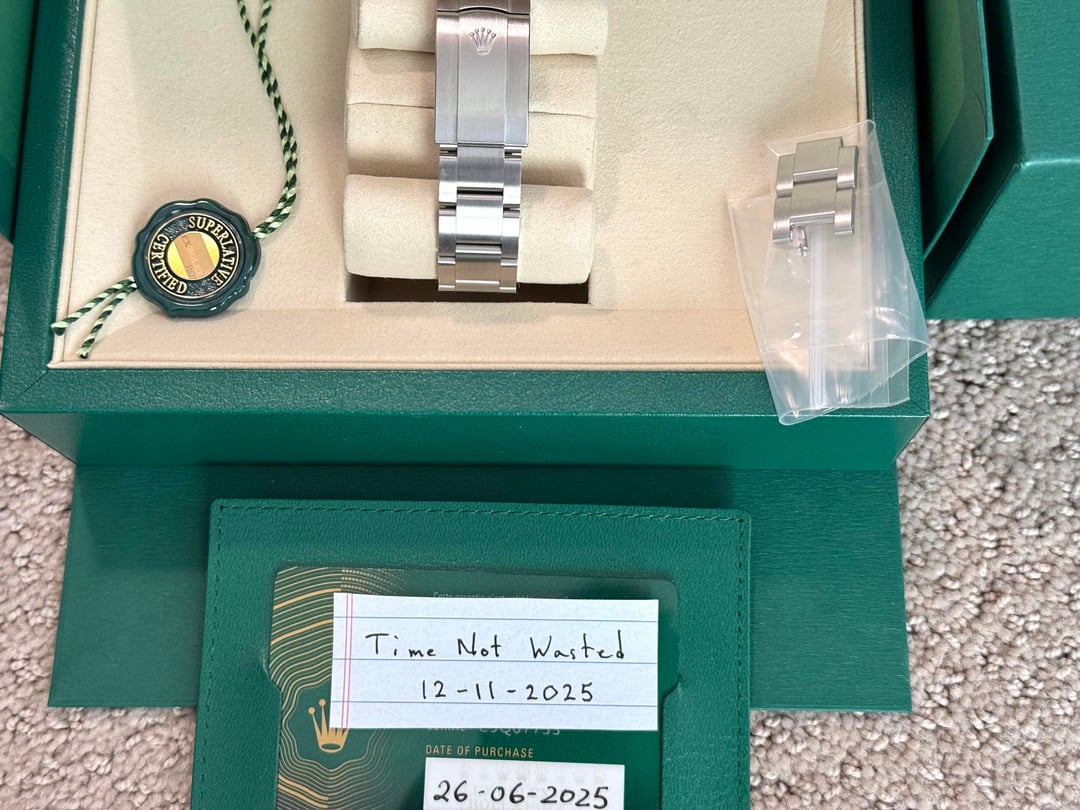 SUPERLATIVE
CERTIFIED
Time Not Wasted
12-11-2025
DATE OF PURCHASE
26-06-2025